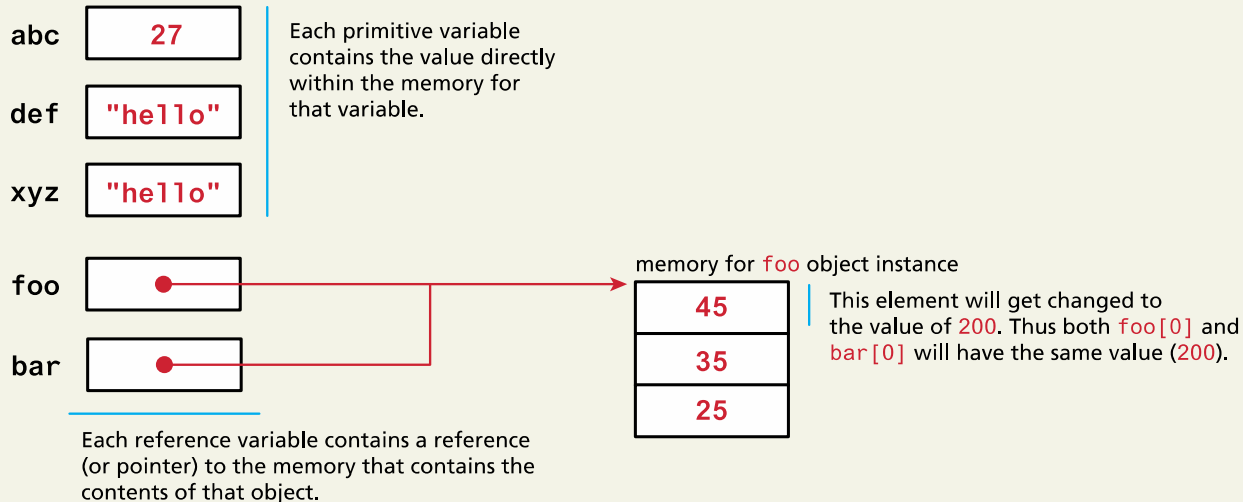 abc
27
Each primitive variable
contains the value directly
within the memory for
that variable.
def
"hello"
xyz
"hello"
foo
bar
memory for foo object instance
45
35
25
This element will get changed to
the value of 200. Thus both foo[0] and
bar[0] will have the same value (200).
Each reference variable contains a reference
(or pointer) to the memory that contains the
contents of that object.